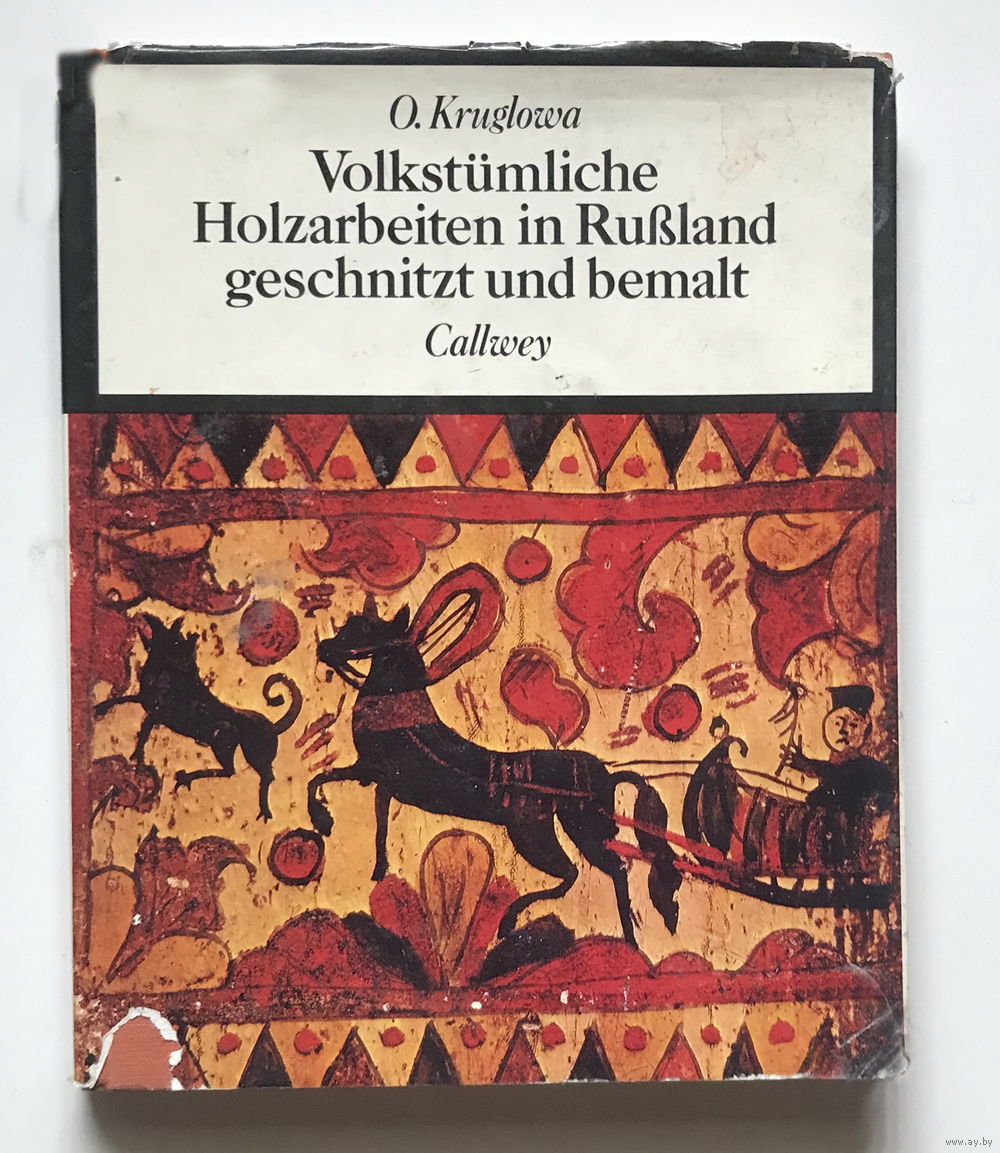 O. Kruglowa
Volkstümliche
Holzarbeiten in Rußland
geschnitzt und bemalt
Callwey
www.ay.by